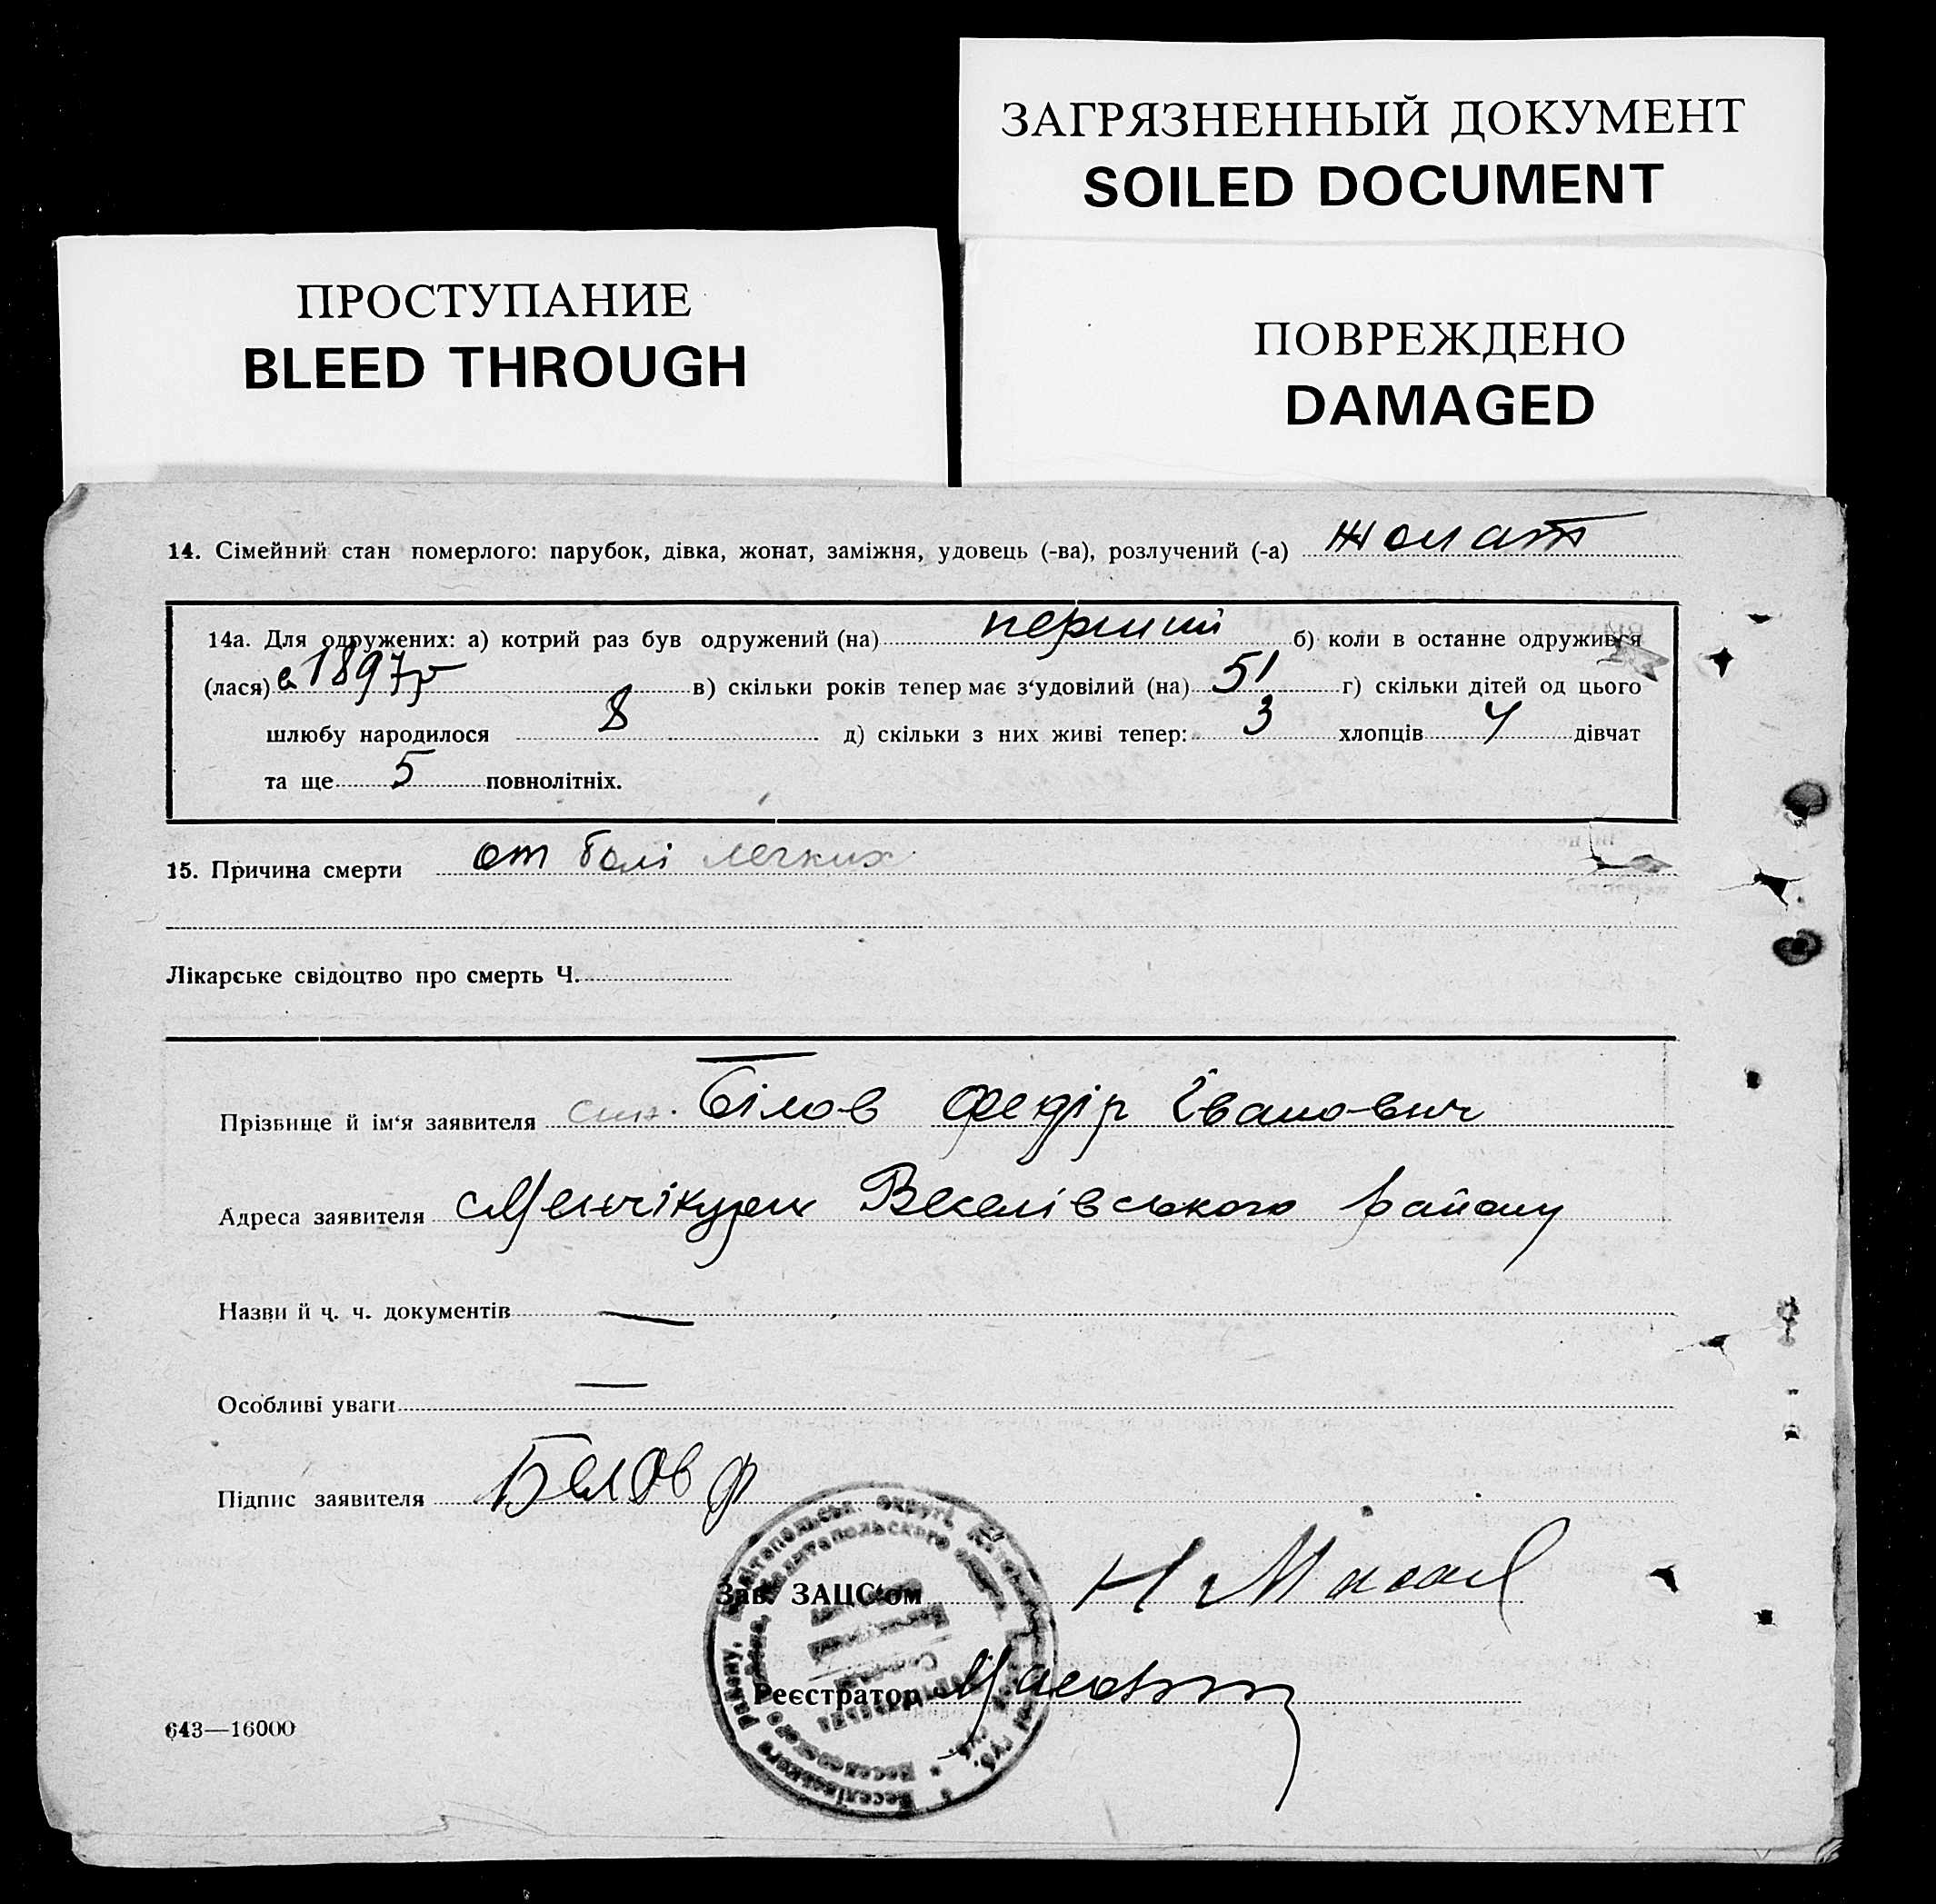 ЗАГРЯЗНЕННЫЙ ДОКУМЕНТ
SOILED DOCUMENT
ПРОСТУПАНИЕ
BLEED THROUGH
ПОВРЕЖДЕНО
DAMAGED
14. Сімейний стан померлого: парубок, дівка, жонат, заміжня, удовець (-ва), розлучений (-а) жонат
14а. Для одружених: а) котрий раз був одружений (на) перший б) коли в останнє одружився
(лася) в 1897 р в) скільки років тепер має з'удовілий (на) 51 г) скільки дітей од цього
шлюбу народилося 8 д) скільки з них живі тепер: 3 хлопців 4 дівчат
та ще 5 повнолітніх.
15. Причина смерти от болі легких
Лікарське свідоцтво про смерть Ч.
Прізвище й ім'я заявителя син. Білов Федір Іванович
Адреса заявителя с Менчікури Веселівського району
Назви й ч. ч. документів —
Особливі уваги —
Підпис заявителя Белов Ф
Зав. ЗАЦС'ом
Реєстратор
643—16000